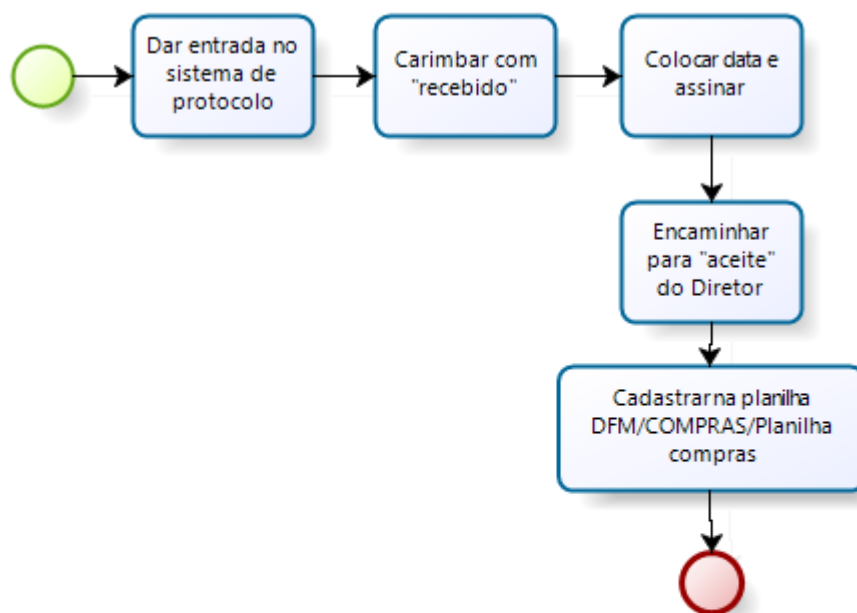 Dar entrada no
sistema de
protocolo
Carimbar com
"recebido"
Colocar data e
assinar
Encaminhar
para "aceite"
do Diretor
Cadastrar na planilha
DFM/COMPRAS/Planilha
compras